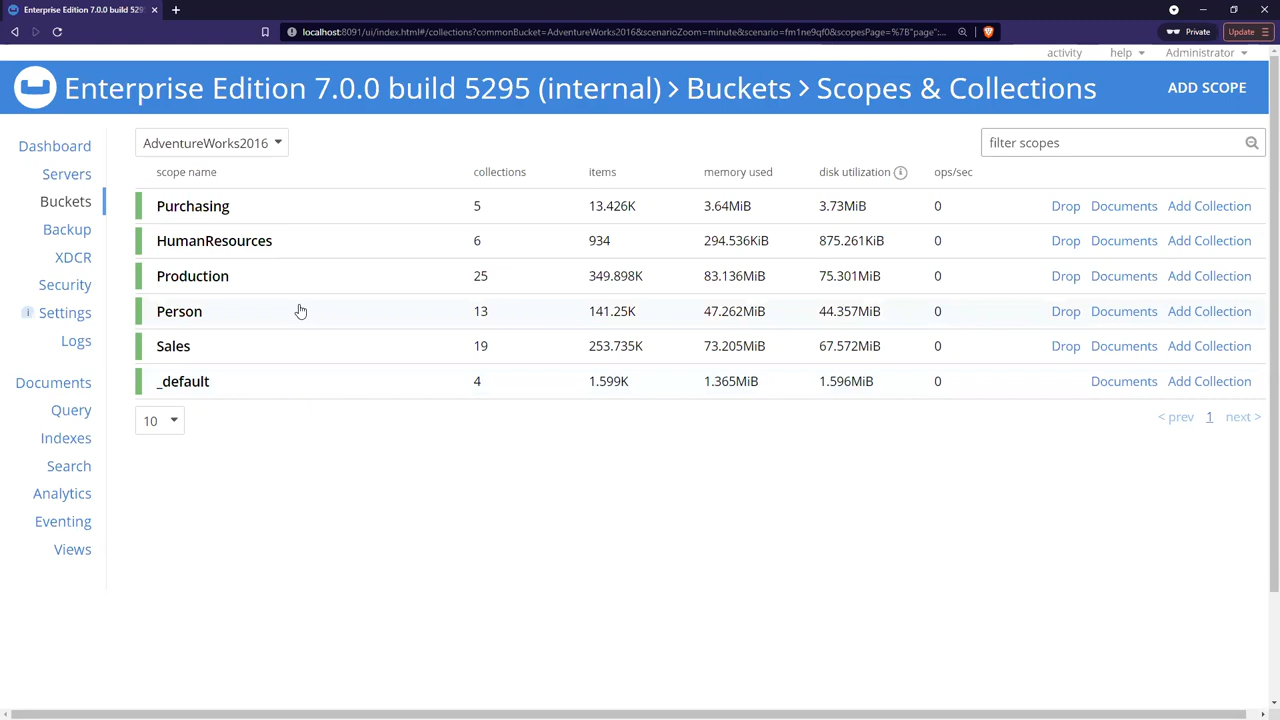 Enterprise Edition 7.0.0 build 529
localhost:8091/ui/index.html#/collections?commonBucket=AdventureWorks2016&scenarioZoom=minute&scenario=fm1ne9qf0&scopesPage=%7B"page":...
Private
Update
activity
help
Administrator
Enterprise Edition 7.0.0 build 5295 (internal) > Buckets > Scopes & Collections
ADD SCOPE
Dashboard
Servers
Buckets
Backup
XDCR
Security
Settings
Logs
Documents
Query
Indexes
Search
Analytics
Eventing
Views
AdventureWorks2016
filter scopes
scope name collections items memory used disk utilization ops/sec
Purchasing 5 13.426K 3.64MiB 3.73MiB 0 Drop Documents Add Collection
HumanResources 6 934 294.536KiB 875.261KiB 0 Drop Documents Add Collection
Production 25 349.898K 83.136MiB 75.301MiB 0 Drop Documents Add Collection
Person 13 141.25K 47.262MiB 44.357MiB 0 Drop Documents Add Collection
Sales 19 253.735K 73.205MiB 67.572MiB 0 Drop Documents Add Collection
_default 4 1.599K 1.365MiB 1.596MiB 0 Documents Add Collection
10
< prev 1 next >